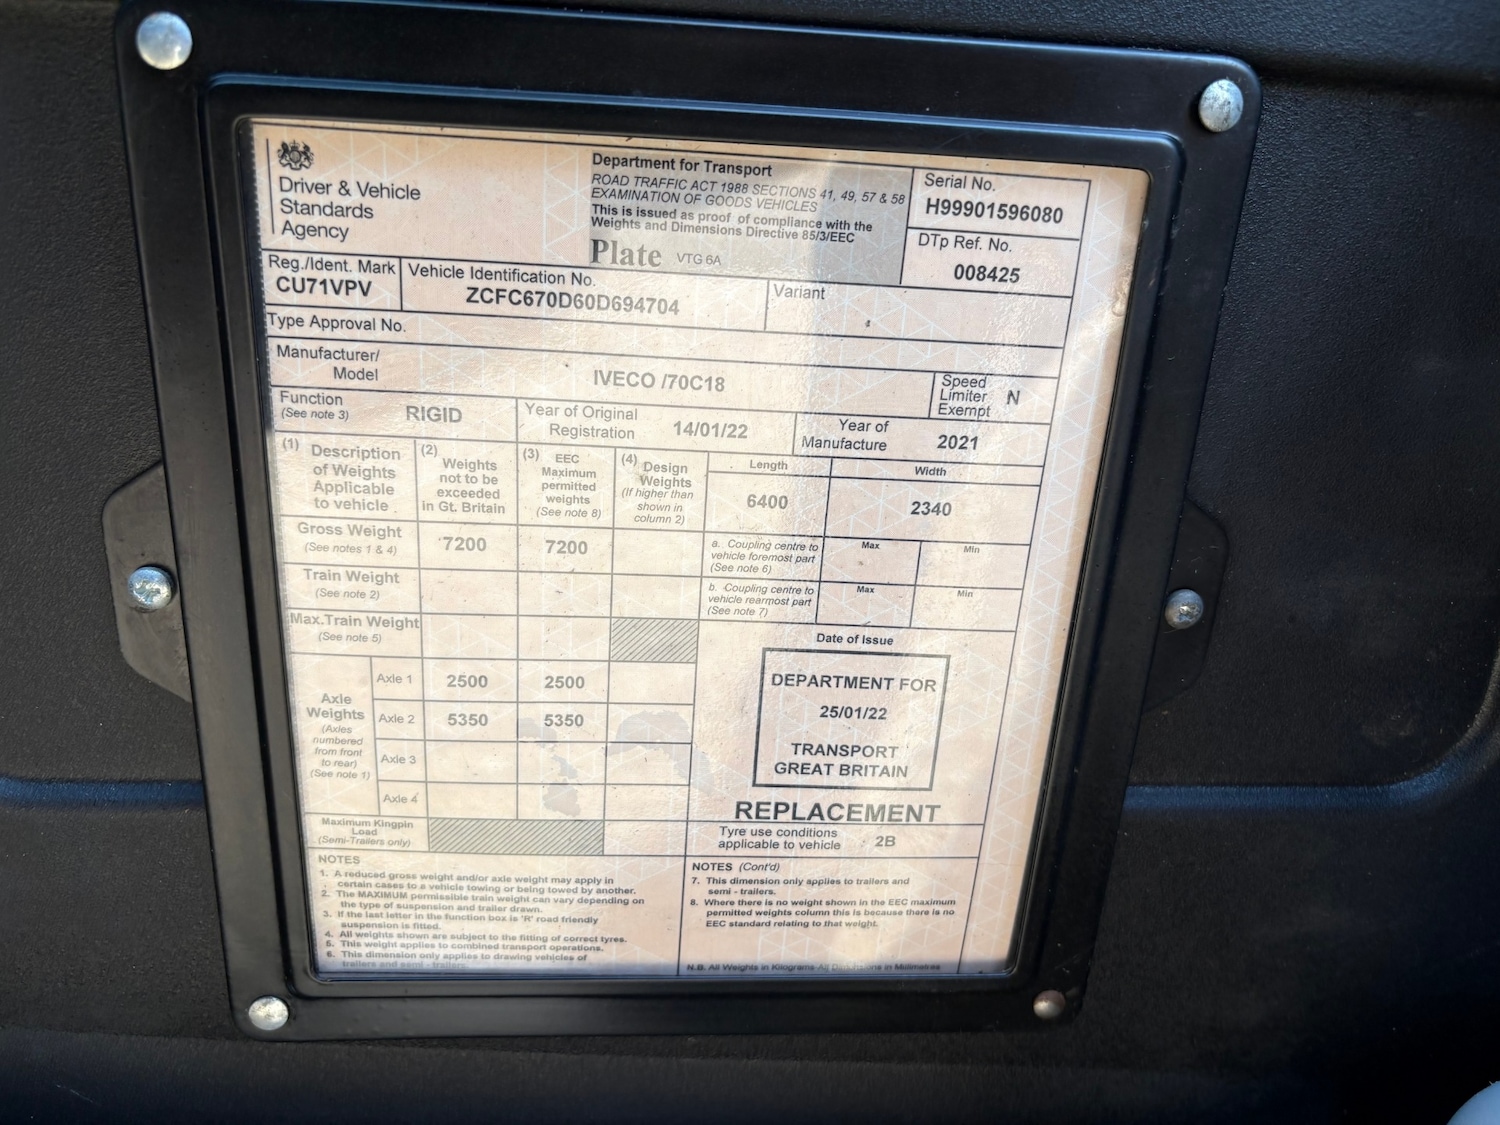 Driver & Vehicle
Standards
Agency
Department for Transport
ROAD TRAFFIC ACT 1988 SECTIONS 41, 49, 57 & 58
EXAMINATION OF GOODS VEHICLES
This is issued as proof of compliance with the
Weights and Dimensions Directive 85/3/EEC
Plate VTG 6A
Serial No.
H99901596080
DTp Ref. No.
008425
Reg./Ident. Mark
CU71VPV
Vehicle Identification No.
ZCFC670D60D694704
Variant
Type Approval No.
Manufacturer/
Model
IVECO /70C18
Speed
Limiter
Exempt
N
Function
(See note 3)
RIGID
Year of Original
Registration
14/01/22
Year of
Manufacture
2021
(1) Description
of Weights
Applicable
to vehicle
(2) Weights
not to be
exceeded
in Gt. Britain
(3) EEC
Maximum
permitted
weights
(See note 8)
(4) Design
Weights
(If higher than
shown in
column 2)
Length
6400
Width
2340
Gross Weight
(See notes 1 & 4)
7200
7200
a. Coupling centre to
vehicle foremost part
(See note 6)
Max
Min
Train Weight
(See note 2)
b. Coupling centre to
vehicle rearmost part
(See note 7)
Max
Min
Max.Train Weight
(See note 5)
Axle
Weights
(Axles
numbered
from front
to rear)
(See note 1)
Axle 1
2500
2500
Axle 2
5350
5350
Axle 3
Axle 4
Date of Issue
DEPARTMENT FOR
25/01/22
TRANSPORT
GREAT BRITAIN
REPLACEMENT
Maximum Kingpin
Load
(Semi-Trailers only)
Tyre use conditions
applicable to vehicle
2B
NOTES
1. A reduced gross weight and/or axle weight may apply in
certain cases to a vehicle towing or being towed by another.
2. The MAXIMUM permissible train weight can vary depending on
the type of suspension and trailer drawn.
3. If the last letter in the function box is 'R' road friendly
suspension is fitted.
4. All weights shown are subject to the fitting of correct tyres.
5. This weight applies to combined transport operations.
6. This dimension only applies to drawing vehicles of
trailers and semi - trailers.
NOTES (Cont'd)
7. This dimension only applies to trailers and
semi - trailers.
8. Where there is no weight shown in the EEC maximum
permitted weights column this is because there is no
EEC standard relating to that weight.
N.B. All Weights in Kilograms-All Dimensions in Millimetres